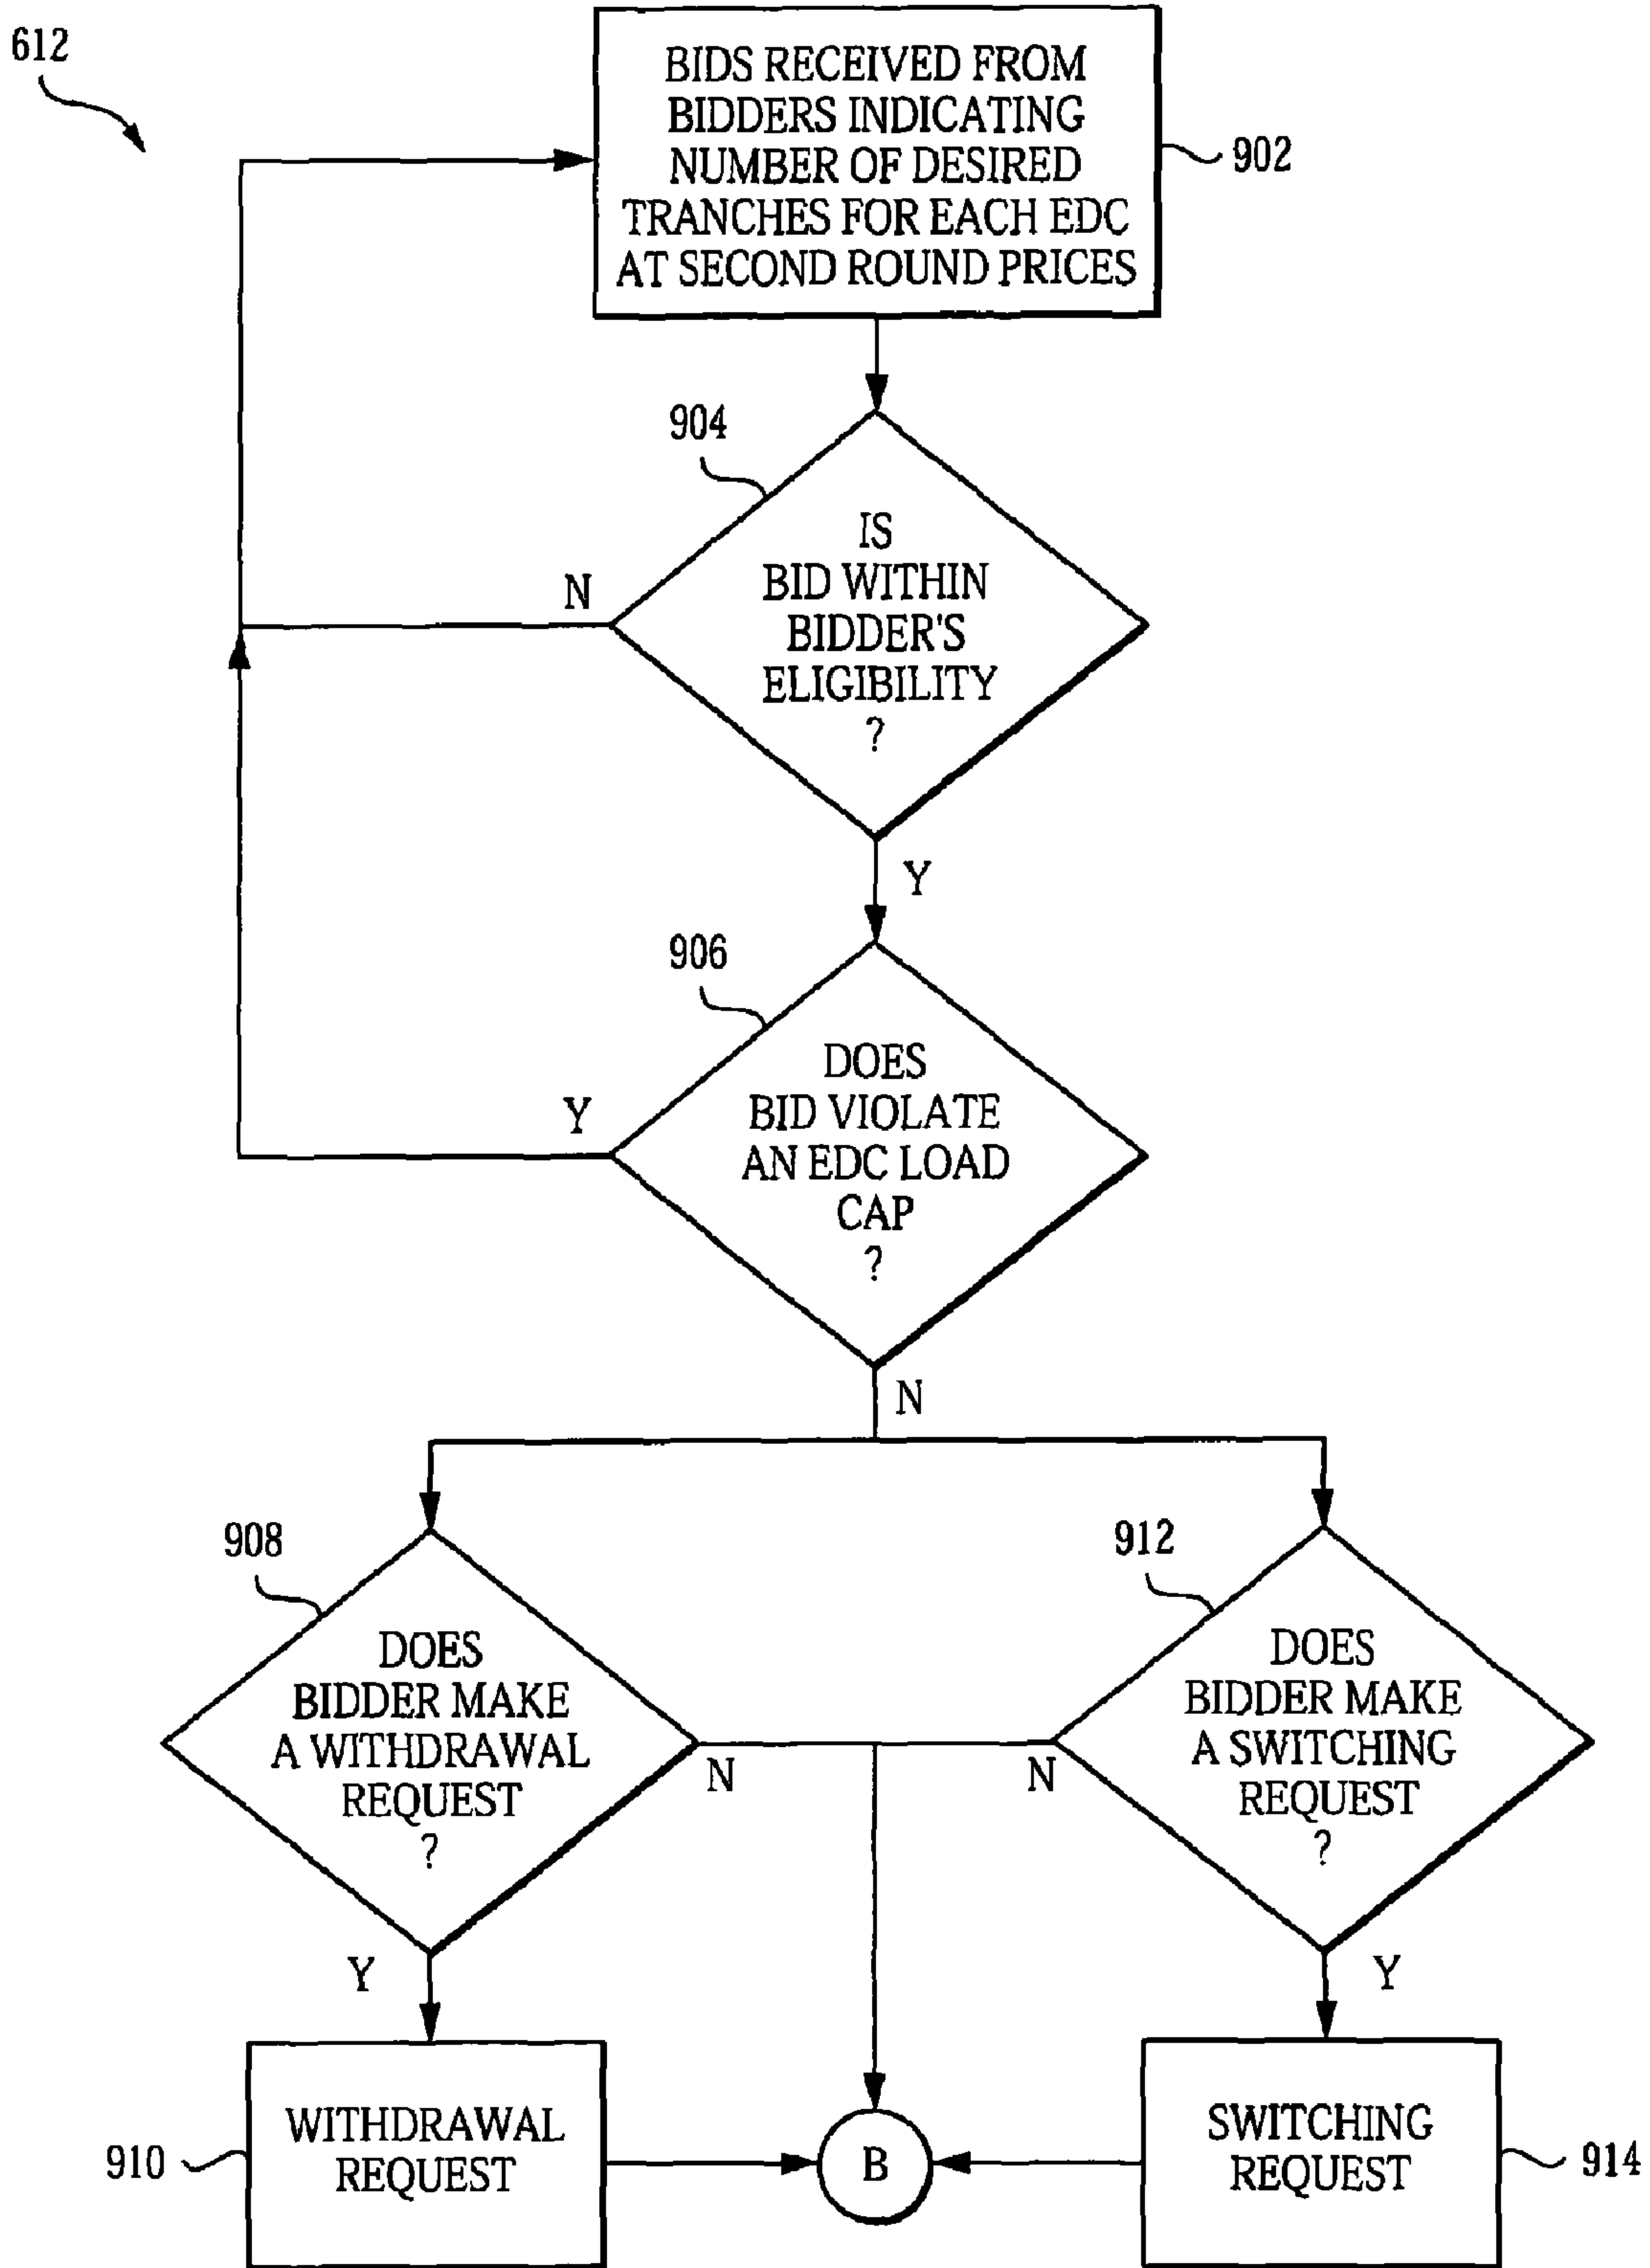 612
BIDS RECEIVED FROM
BIDDERS INDICATING
NUMBER OF DESIRED
TRANCHES FOR EACH EDC
AT SECOND ROUND PRICES
902
904
IS
BID WITHIN
BIDDER'S
ELIGIBILITY
?
N
Y
906
DOES
BID VIOLATE
AN EDC LOAD
CAP
?
Y
N
908
DOES
BIDDER MAKE
A WITHDRAWAL
REQUEST
?
N
Y
912
DOES
BIDDER MAKE
A SWITCHING
REQUEST
?
N
Y
910
WITHDRAWAL
REQUEST
B
SWITCHING
REQUEST
914